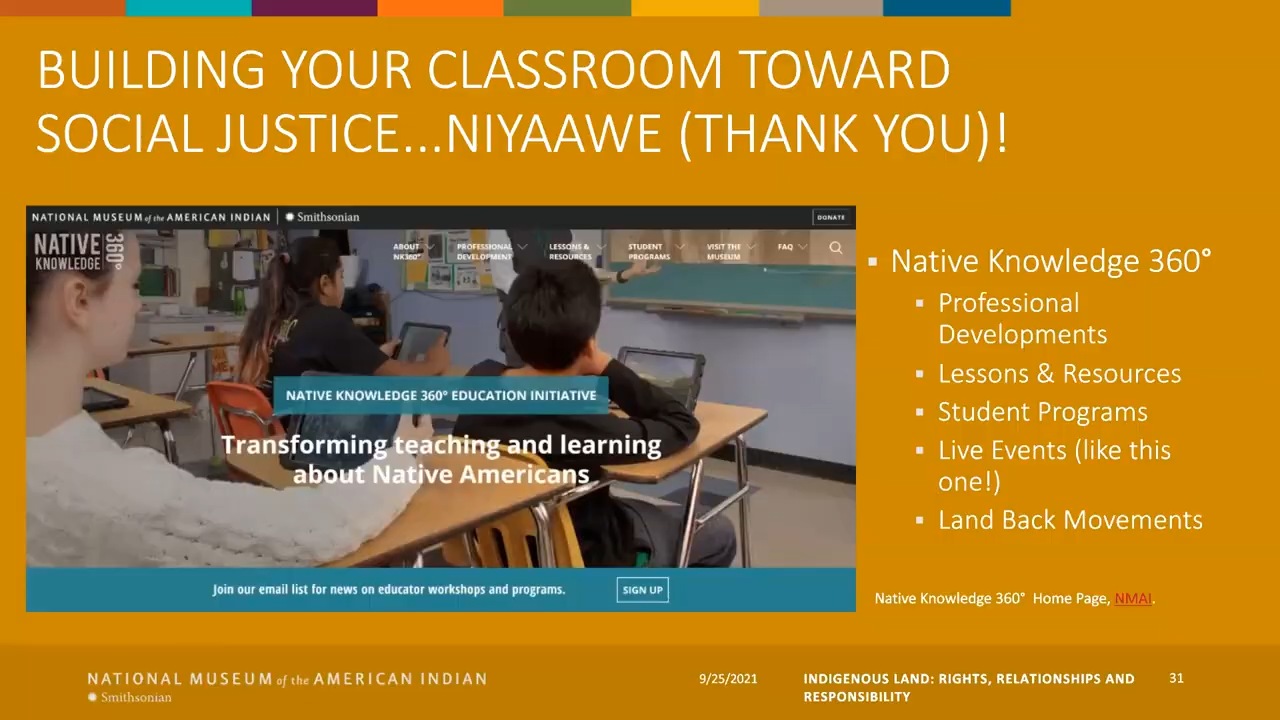 BUILDING YOUR CLASSROOM TOWARD
SOCIAL JUSTICE...NIYAAWE (THANK YOU)!
NATIONAL MUSEUM of the AMERICAN INDIAN Smithsonian
DONATE
NATIVE KNOWLEDGE 360°
ABOUT NK360°
PROFESSIONAL DEVELOPMENT
LESSONS & RESOURCES
STUDENT PROGRAMS
VISIT THE MUSEUM
FAQ
NATIVE KNOWLEDGE 360° EDUCATION INITIATIVE
Transforming teaching and learning
about Native Americans
Join our email list for news on educator workshops and programs.
SIGN UP
▪ Native Knowledge 360°
▪ Professional
Developments
▪ Lessons & Resources
▪ Student Programs
▪ Live Events (like this
one!)
▪ Land Back Movements
Native Knowledge 360° Home Page, NMAI.
NATIONAL MUSEUM of the AMERICAN INDIAN
Smithsonian
9/25/2021
INDIGENOUS LAND: RIGHTS, RELATIONSHIPS AND
RESPONSIBILITY
31